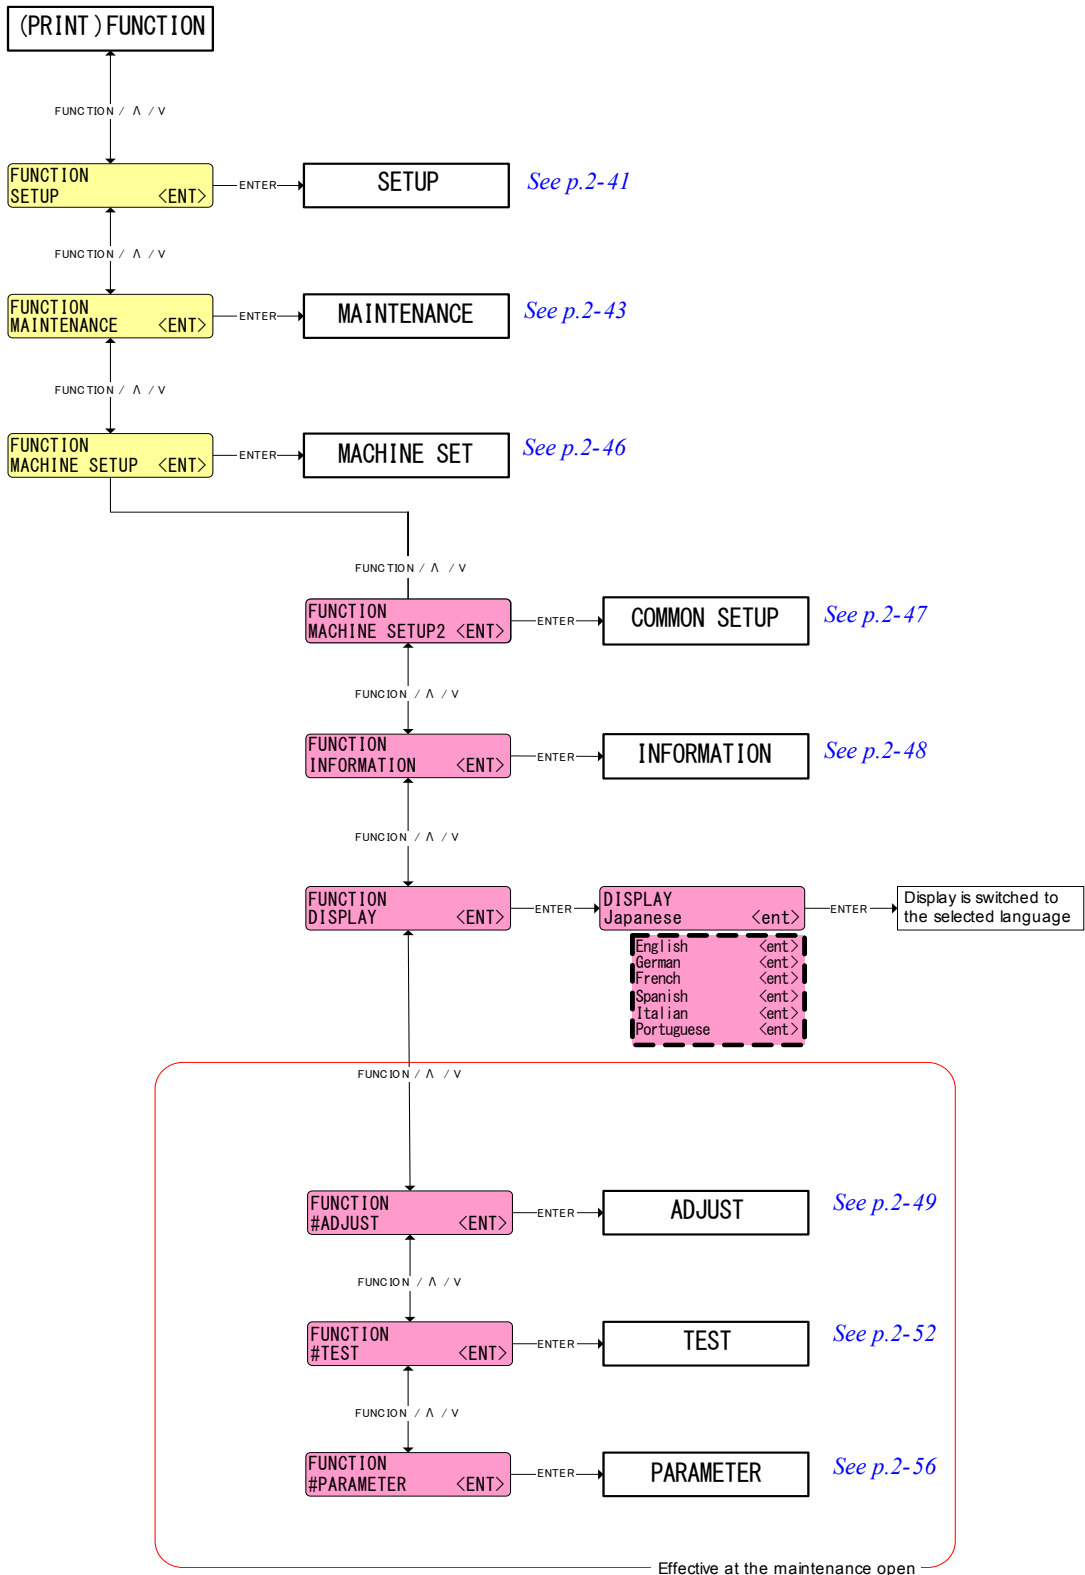 (PRINT)FUNCTION
FUNCTION / Λ / V
FUNCTION
SETUP <ENT>
ENTER
SETUP
See p.2-41
FUNCTION / Λ / V
FUNCTION
MAINTENANCE <ENT>
ENTER
MAINTENANCE
See p.2-43
FUNCTION / Λ / V
FUNCTION
MACHINE SETUP <ENT>
ENTER
MACHINE SET
See p.2-46
FUNCTION / Λ / V
FUNCTION
MACHINE SETUP2 <ENT>
ENTER
COMMON SETUP
See p.2-47
FUNCION / Λ / V
FUNCTION
INFORMATION <ENT>
ENTER
INFORMATION
See p.2-48
FUNCION / Λ / V
FUNCTION
DISPLAY <ENT>
ENTER
DISPLAY
Japanese <ent>
ENTER
Display is switched to
the selected language
English <ent>
German <ent>
French <ent>
Spanish <ent>
Italian <ent>
Portuguese <ent>
FUNCION / Λ / V
FUNCTION
#ADJUST <ENT>
ENTER
ADJUST
See p.2-49
FUNCION / Λ / V
FUNCTION
#TEST <ENT>
ENTER
TEST
See p.2-52
FUNCION / Λ / V
FUNCTION
#PARAMETER <ENT>
ENTER
PARAMETER
See p.2-56
Effective at the maintenance open